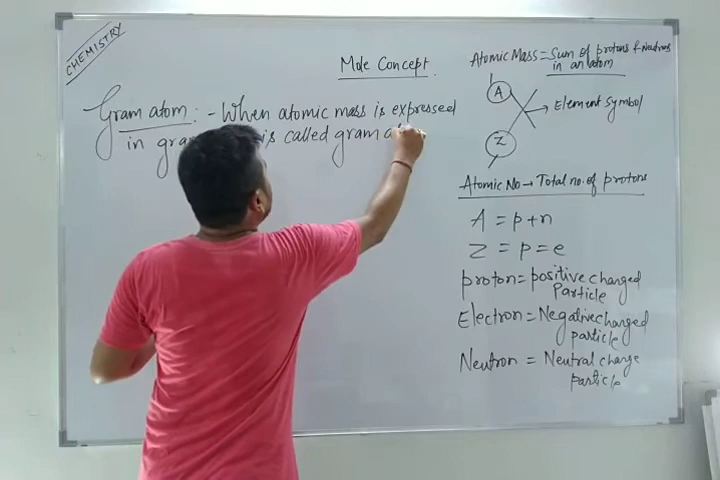 CHEMISTRY
Mole Concept
Gram atom: - When atomic mass is expressed
in gram is called gram
Atomic Mass = Sum of protons & neutrons
in an atom
A
Element Symbol
Z
Atomic No → Total no. of protons
A = p+n
Z = p = e
proton = positive charged
Particle
Electron = Negative charged
particle
Neutron = Neutral charge
particle